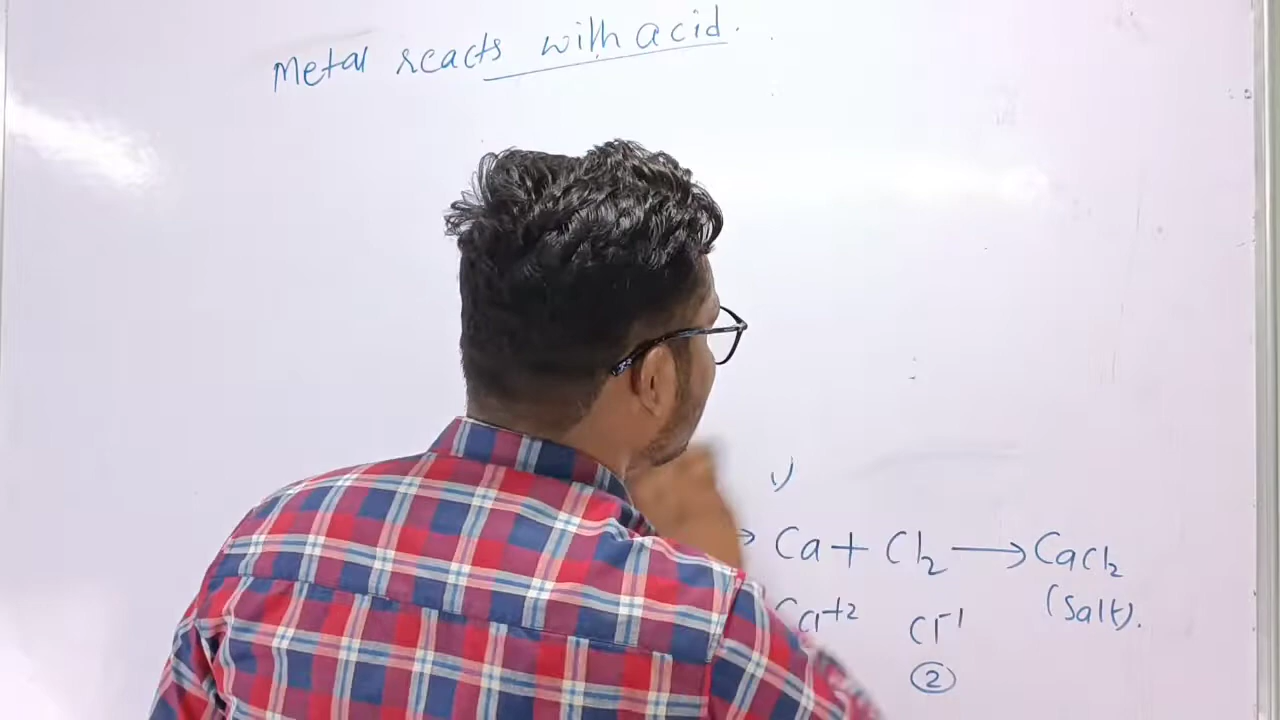 Metal reacts with acid.
i)
→ Ca + Cl₂ ⟶ CaCl₂
(Salt).
Ca⁺² Cl⁻¹
②